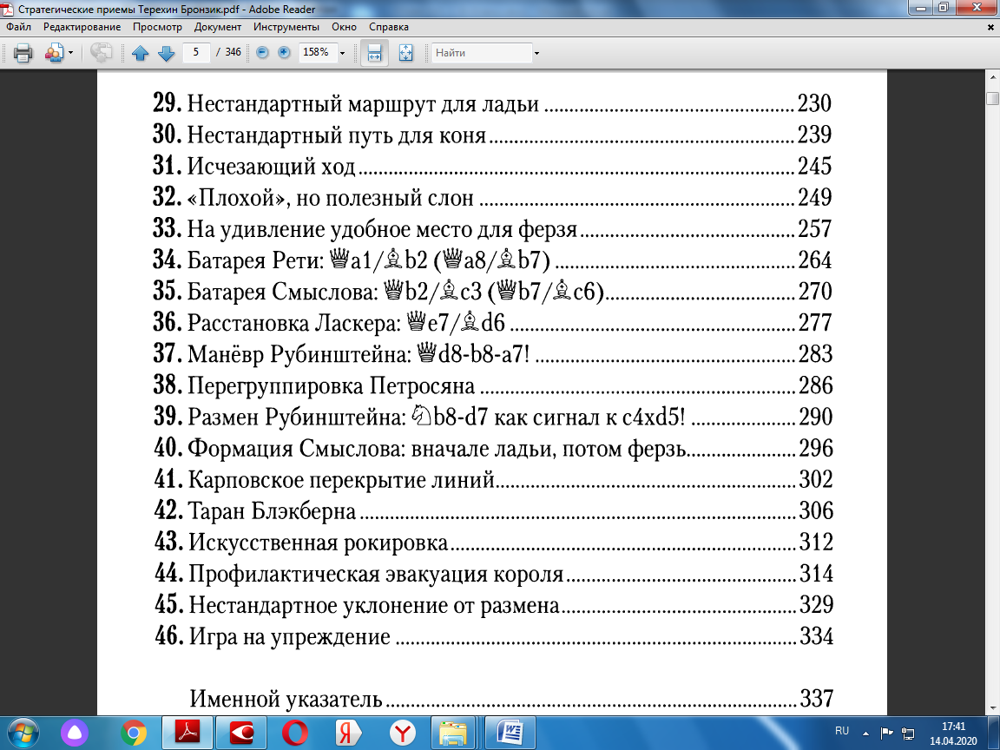 Стратегические приемы Терехин Бронзик.pdf - Adobe Reader
Файл Редактирование Просмотр Документ Инструменты Окно Справка
5 / 346 158% Найти
29. Нестандартный маршрут для ладьи ............................................ 230
30. Нестандартный путь для коня ..................................................... 239
31. Исчезающий ход ........................................................................... 245
32. «Плохой», но полезный слон ...................................................... 249
33. На удивление удобное место для ферзя ..................................... 257
34. Батарея Рети: ♕a1/♗b2 (♕a8/♗b7) ......................................... 264
35. Батарея Смыслова: ♕b2/♗c3 (♕b7/♗c6) ................................ 270
36. Расстановка Ласкера: ♕e7/♗d6 ................................................. 277
37. Манёвр Рубинштейна: ♕d8-b8-a7! ............................................. 283
38. Перегруппировка Петросяна ...................................................... 286
39. Размен Рубинштейна: ♘b8-d7 как сигнал к c4xd5! .................. 290
40. Формация Смыслова: вначале ладьи, потом ферзь ................... 296
41. Карповское перекрытие линий .................................................... 302
42. Таран Блэкберна ........................................................................... 306
43. Искусственная рокировка ............................................................ 312
44. Профилактическая эвакуация короля ........................................ 314
45. Нестандартное уклонение от размена ......................................... 329
46. Игра на упреждение ..................................................................... 334
Именной указатель ....................................................................... 337
RU 17:41
14.04.2020